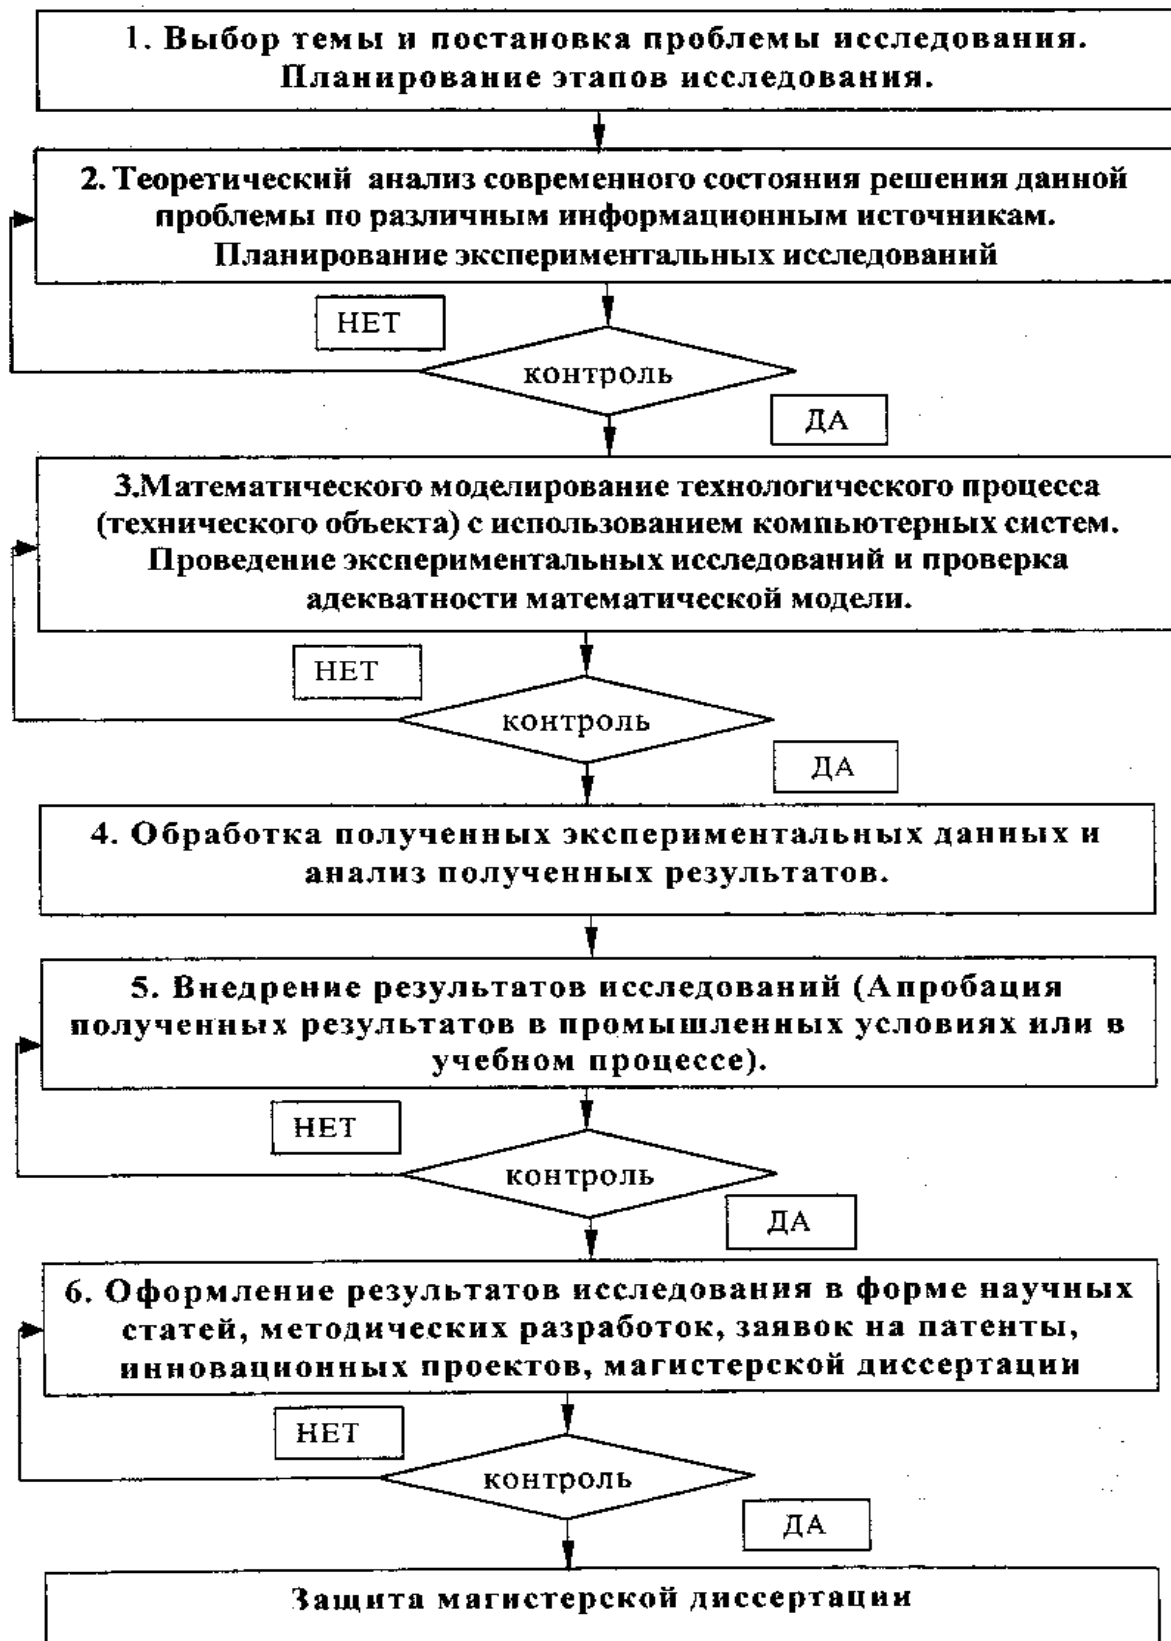 1. Выбор темы и постановка проблемы исследования.
Планирование этапов исследования.
2. Теоретический анализ современного состояния решения данной
проблемы по различным информационным источникам.
Планирование экспериментальных исследований
НЕТ
контроль
ДА
3.Математического моделирование технологического процесса
(технического объекта) с использованием компьютерных систем.
Проведение экспериментальных исследований и проверка
адекватности математической модели.
НЕТ
контроль
ДА
4. Обработка полученных экспериментальных данных и
анализ полученных результатов.
5. Внедрение результатов исследований (Апробация
полученных результатов в промышленных условиях или в
учебном процессе).
НЕТ
контроль
ДА
6. Оформление результатов исследования в форме научных
статей, методических разработок, заявок на патенты,
инновационных проектов, магистерской диссертации
НЕТ
контроль
ДА
Защита магистерской диссертации